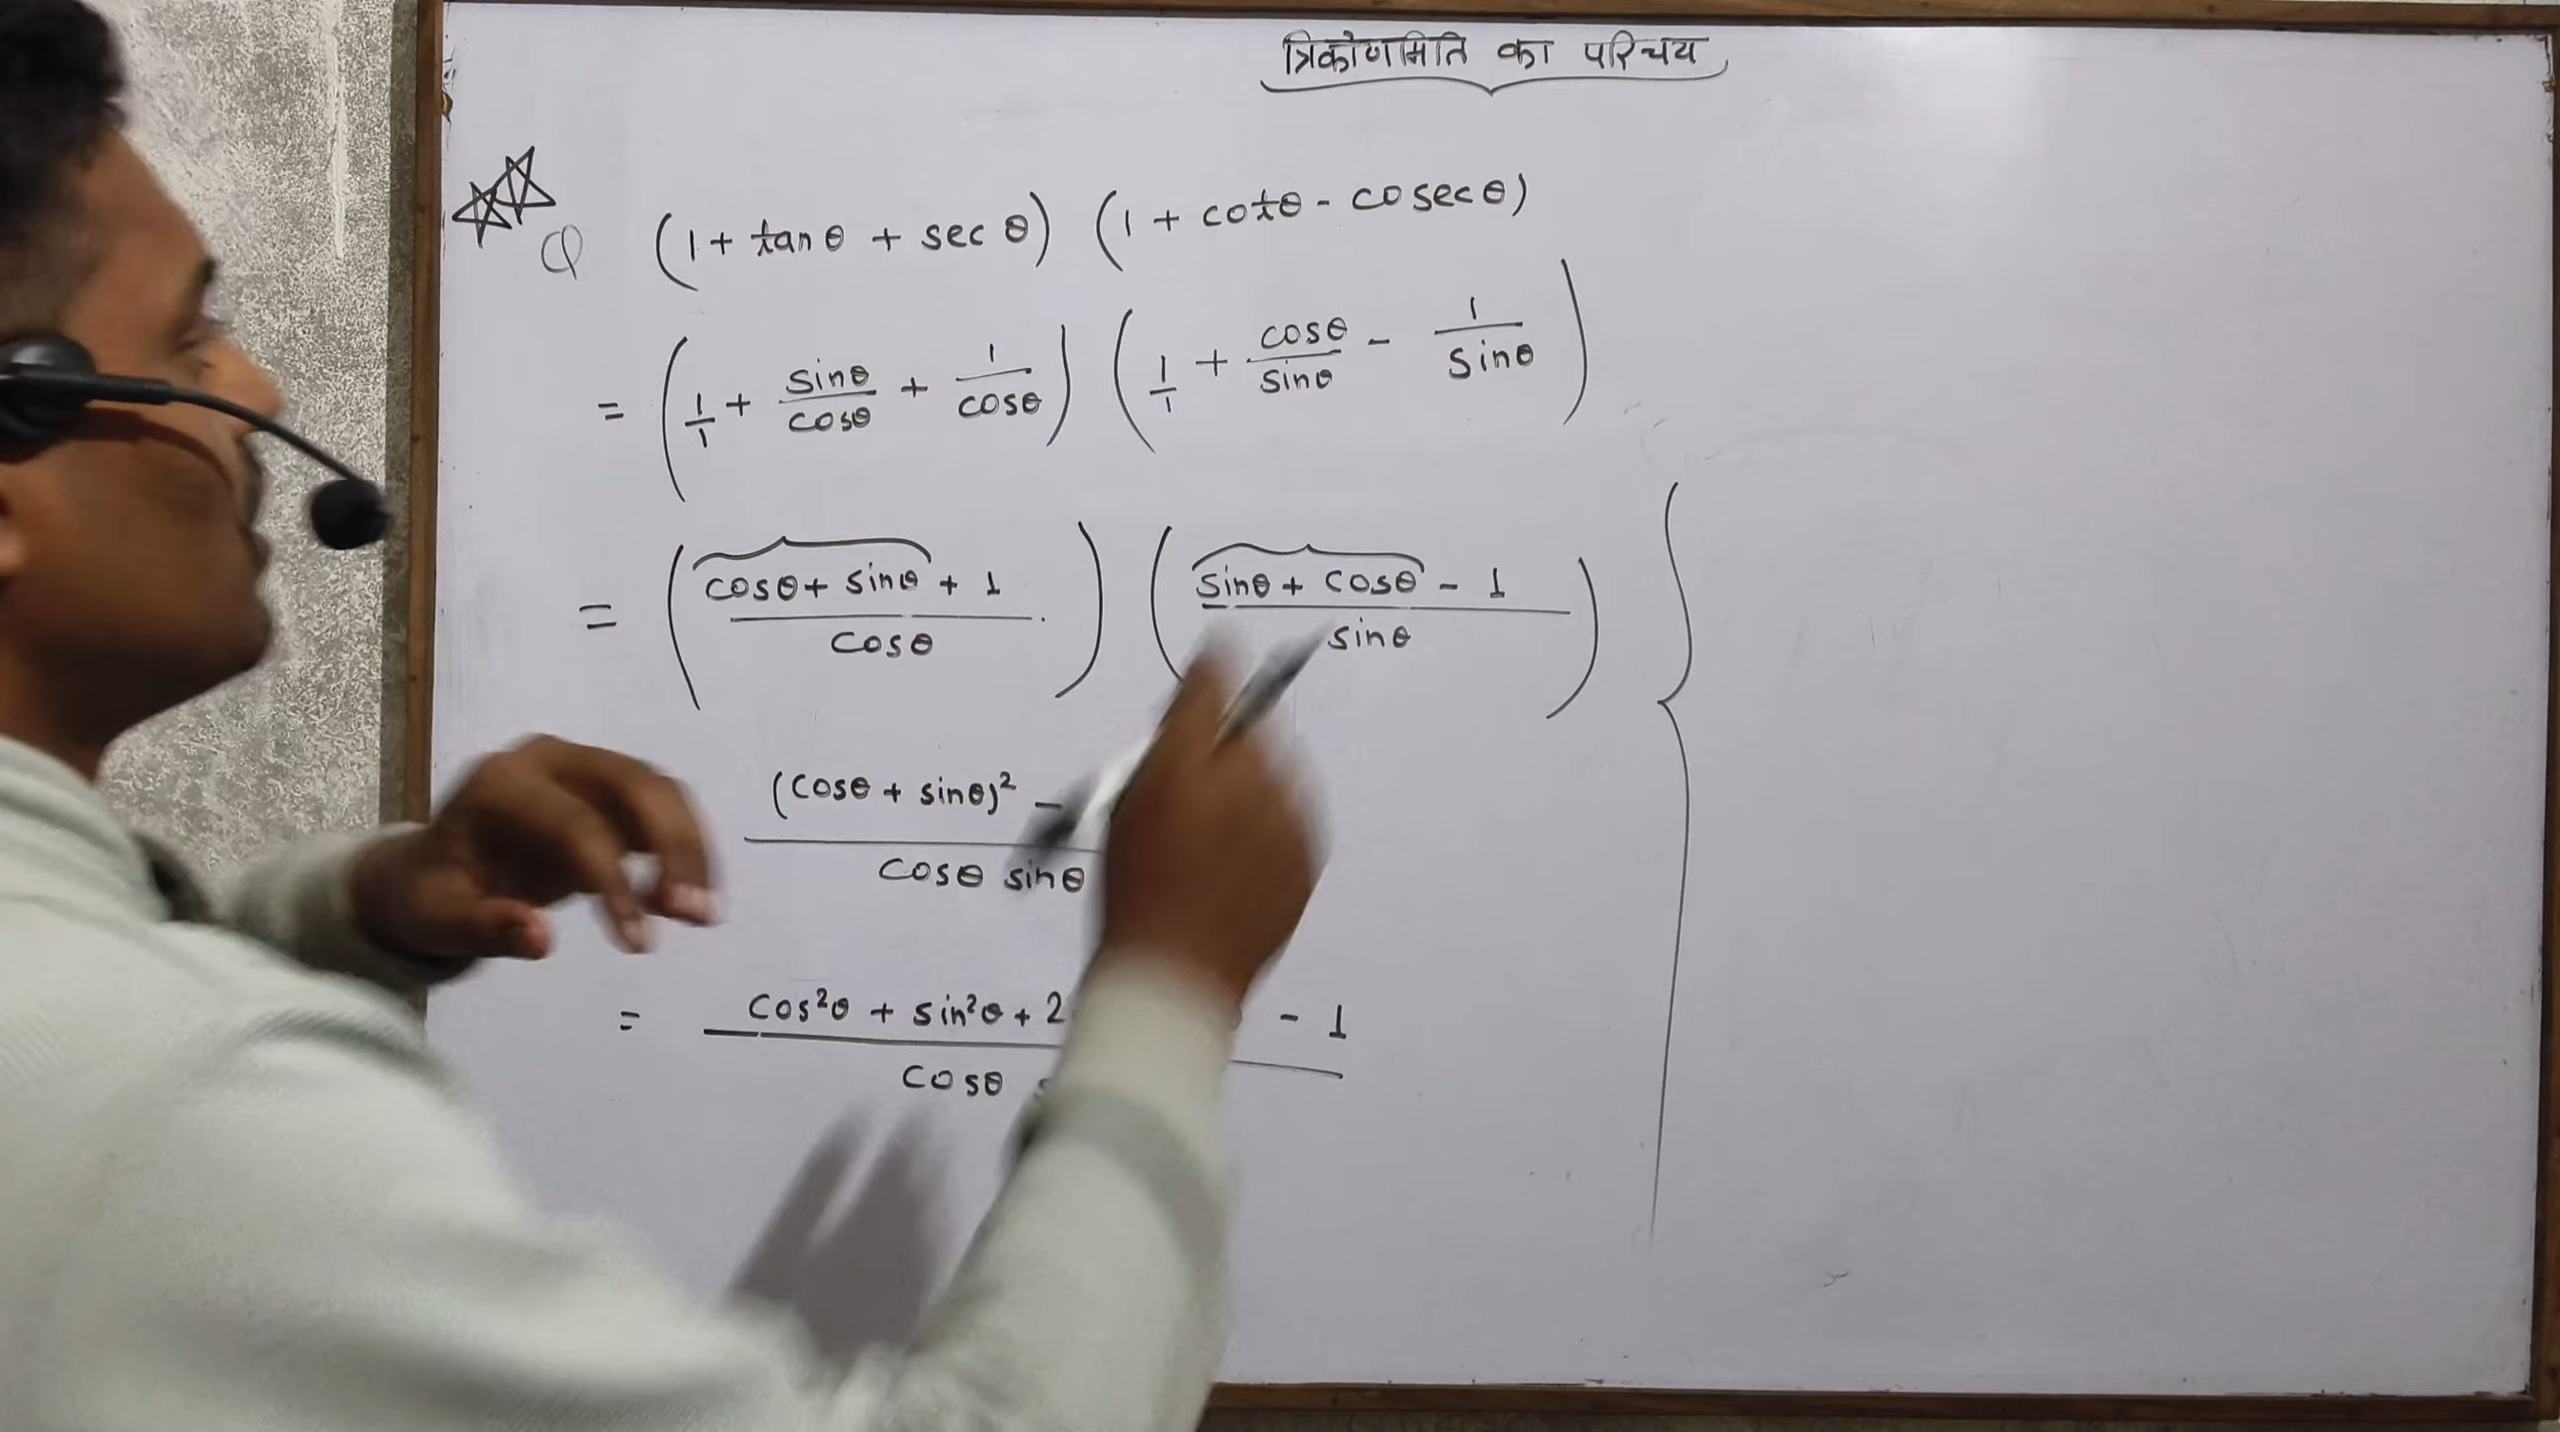 त्रिकोणमिति का परिचय
Q (1 + tanθ + sec θ) (1 + cotθ - cosecθ)
= (1/1 + sinθ/cosθ + 1/cosθ) (1/1 + cosθ/sinθ - 1/sinθ)
= (cosθ + sinθ + 1 / cosθ) (sinθ + cosθ - 1 / sinθ)
(cosθ + sinθ)² -
cosθ sinθ
= cos²θ + sin²θ + 2 - 1
cosθ